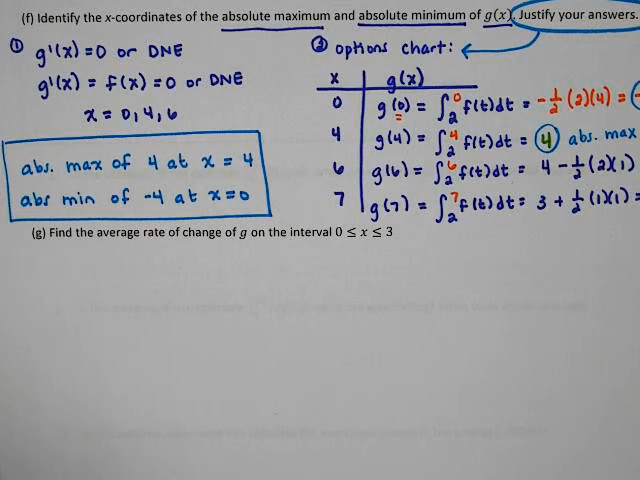 (f) Identify the x-coordinates of the absolute maximum and absolute minimum of g(x). Justify your answers.
① g'(x) = 0 or DNE
g'(x) = f(x) = 0 or DNE
x = 0, 4, 6
abs. max of 4 at x = 4
abs min of -4 at x = 0
② options chart:
x | g(x)
0 g(0) = ∫₂⁰ f(t)dt = -1/2 (2)(4) =
4 g(4) = ∫₂⁴ f(t)dt = 4 abs. max
6 g(6) = ∫₂⁶ f(t)dt = 4 - 1/2 (2)(1)
7 g(7) = ∫₂⁷ f(t)dt = 3 + 1/2 (1)(1) =
(g) Find the average rate of change of g on the interval 0 ≤ x ≤ 3